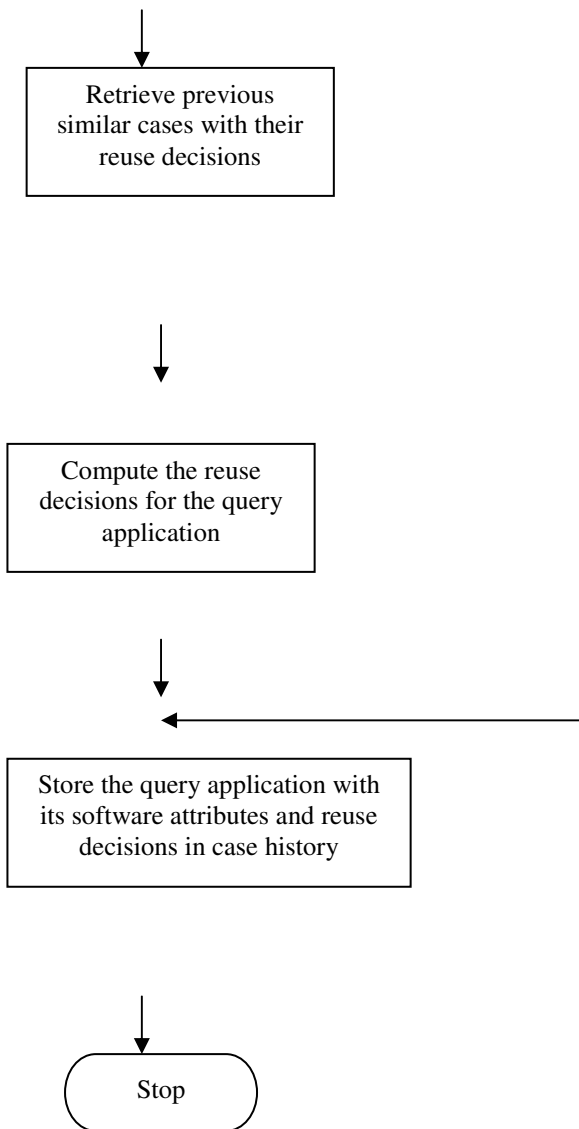 Retrieve previous
similar cases with their
reuse decisions
Compute the reuse
decisions for the query
application
Store the query application with
its software attributes and reuse
decisions in case history
Stop